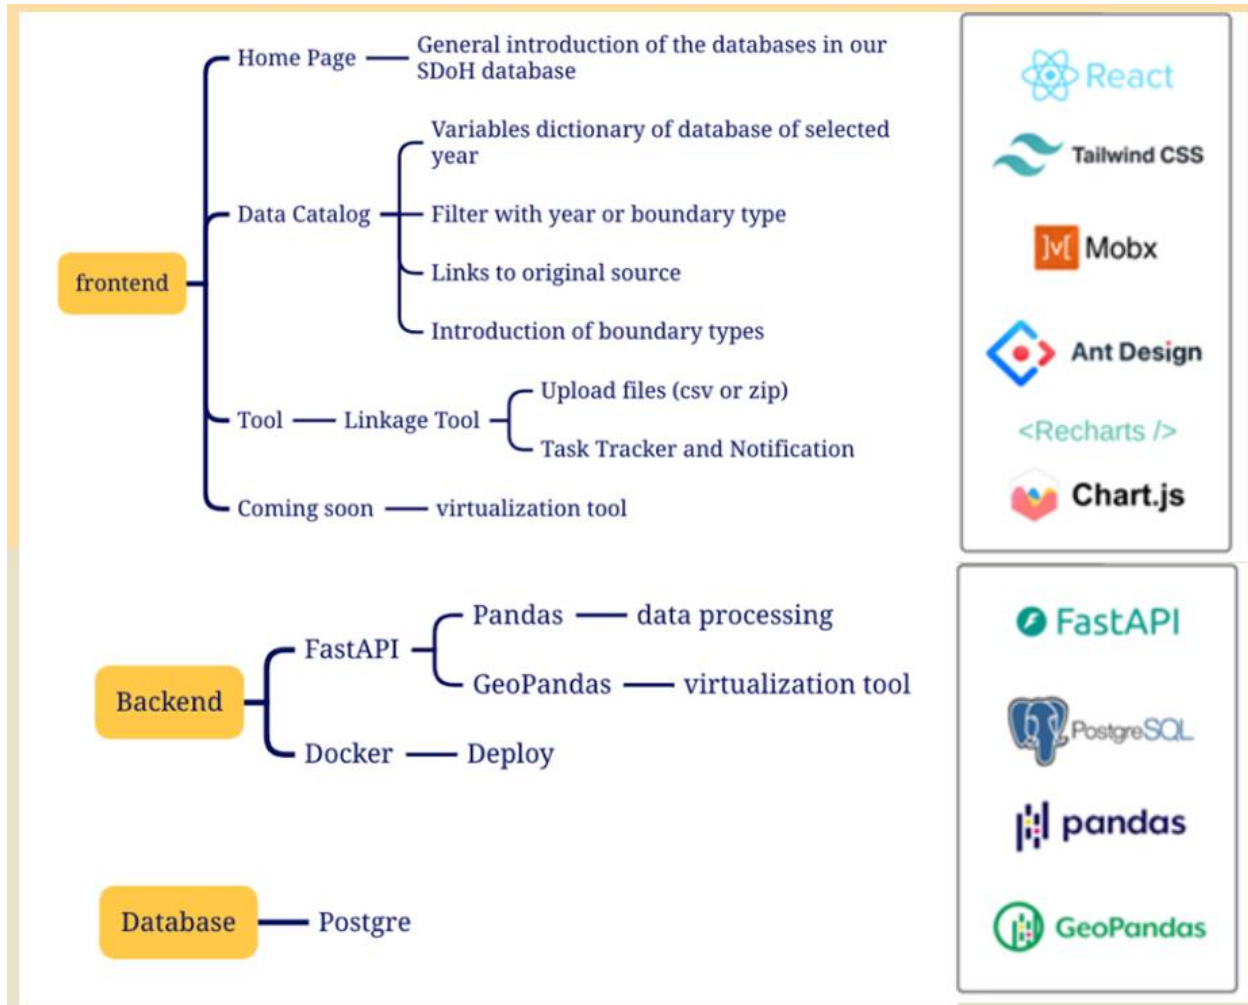 Home Page
General introduction of the databases in our
SDoH database
Variables dictionary of database of selected
year
Data Catalog
Filter with year or boundary type
frontend
Links to original source
Introduction of boundary types
Upload files (csv or zip)
Tool
Linkage Tool
Task Tracker and Notification
Coming soon
virtualization tool
React
Tailwind CSS
Mobx
Ant Design
<Recharts />
Chart.js
Pandas
data processing
FastAPI
GeoPandas
virtualization tool
Backend
Docker
Deploy
Database
Postgre
FastAPI
PostgreSQL
pandas
GeoPandas